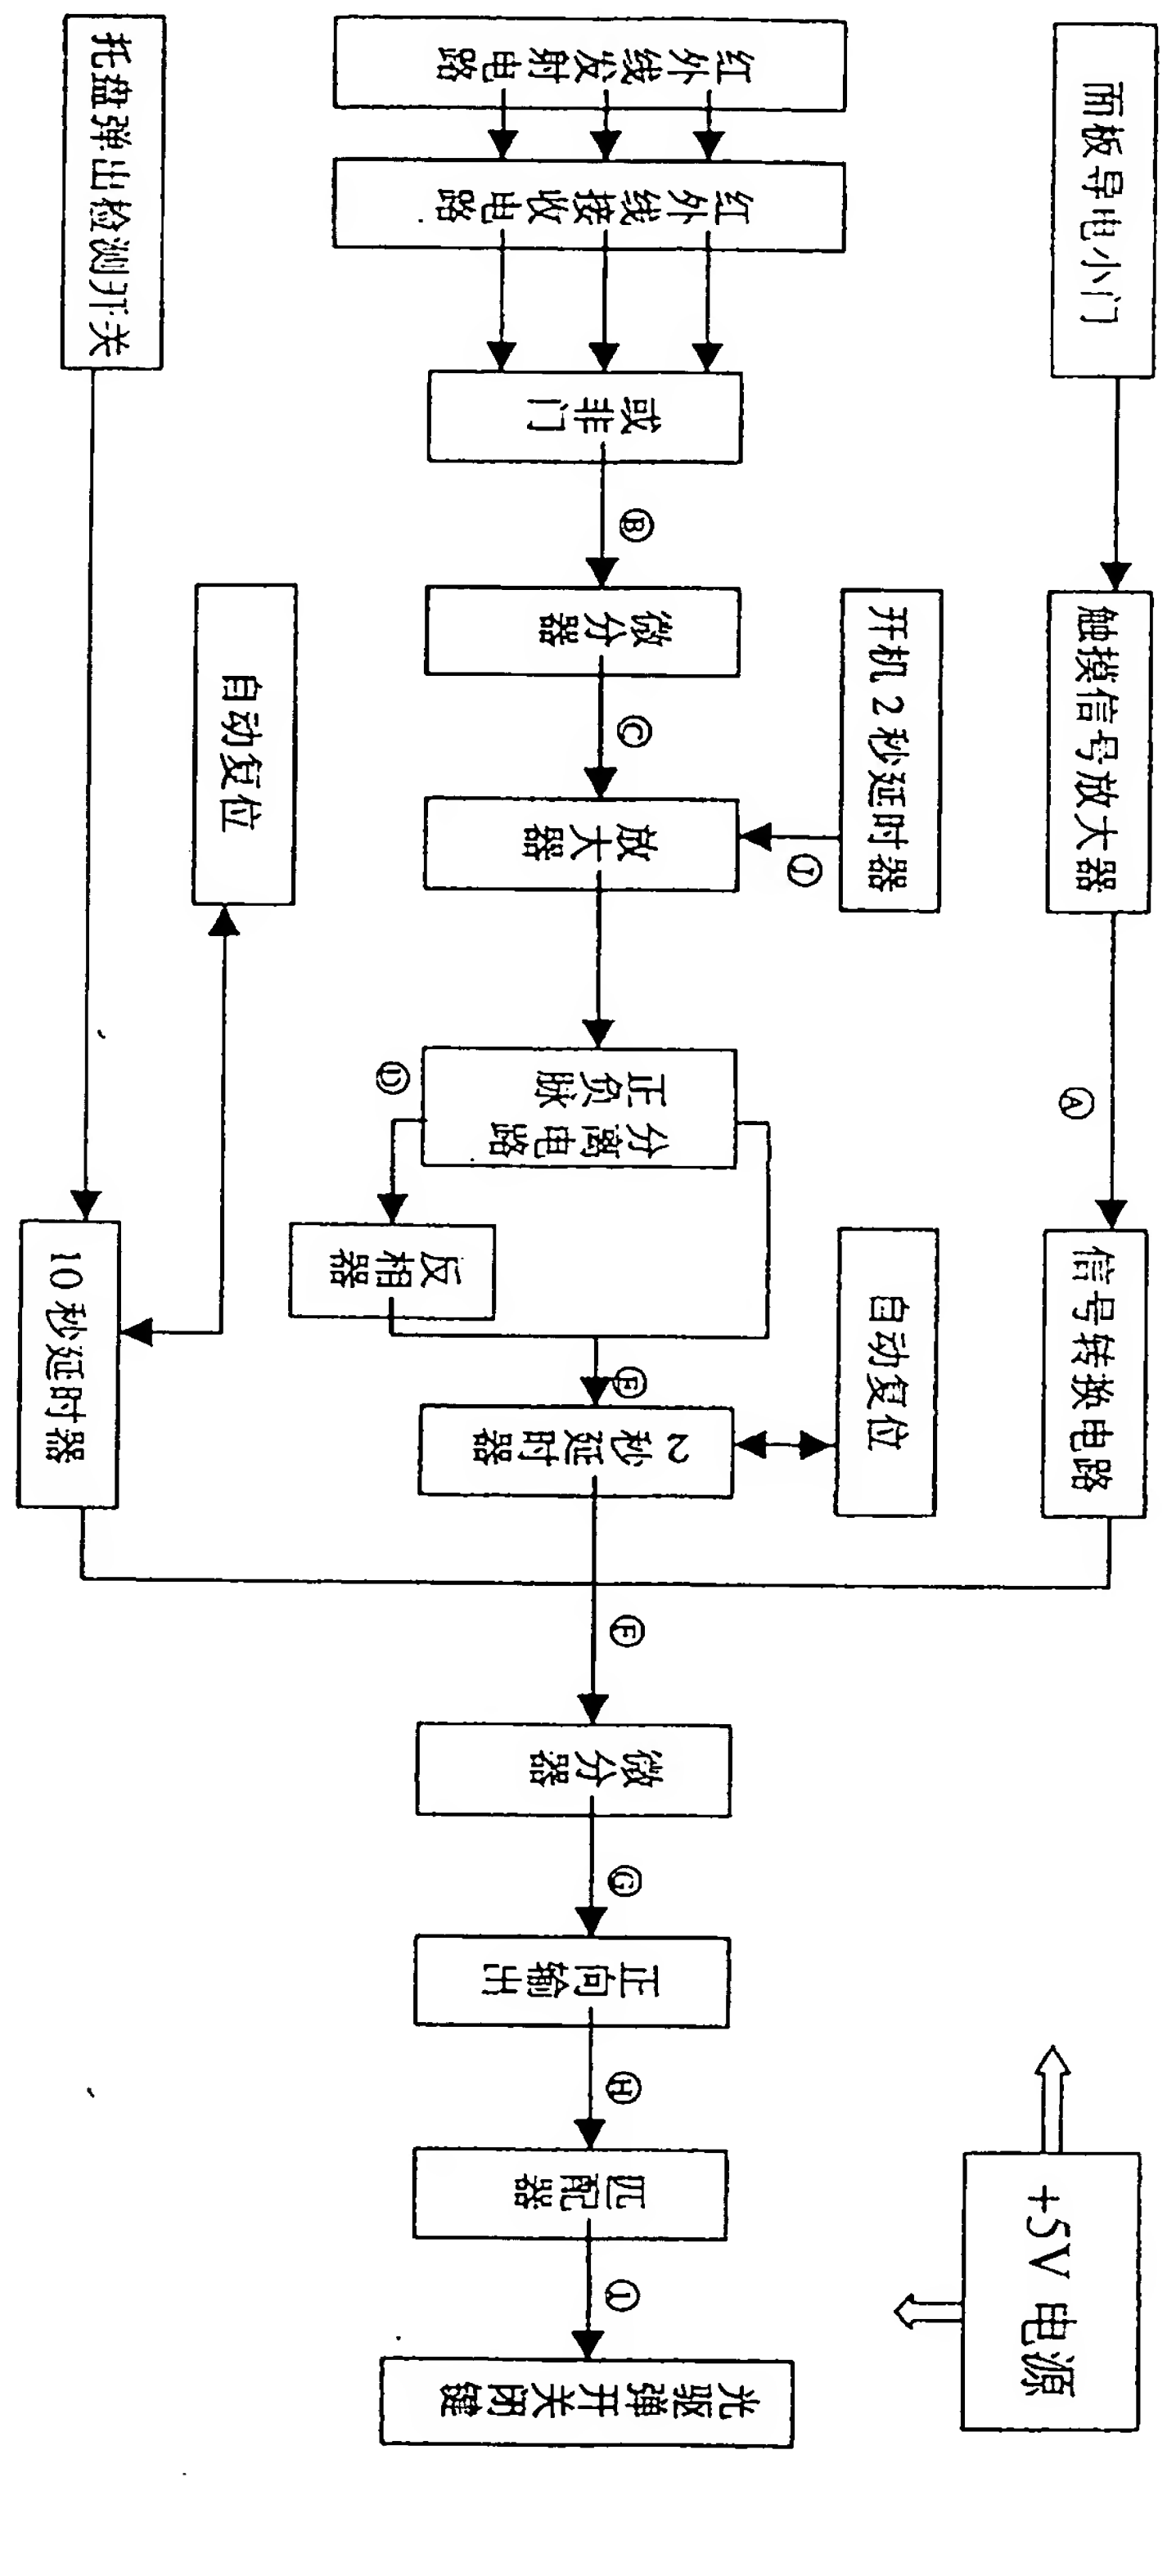 面板导电小门
触摸信号放大器
Ⓐ
信号转换电路
+5V 电源
开机2秒延时器
Ⓙ
自动复位
红外线发射电路
红外线接收电路
或非门
Ⓑ
微分器
Ⓒ
放大器
正负脉
分离电路
Ⓓ
反相器
Ⓔ
2秒延时器
Ⓕ
微分器
Ⓖ
正向输出
Ⓗ
匹配器
Ⓘ
光驱弹开关闭键
自动复位
托盘弹出检测开关
10秒延时器